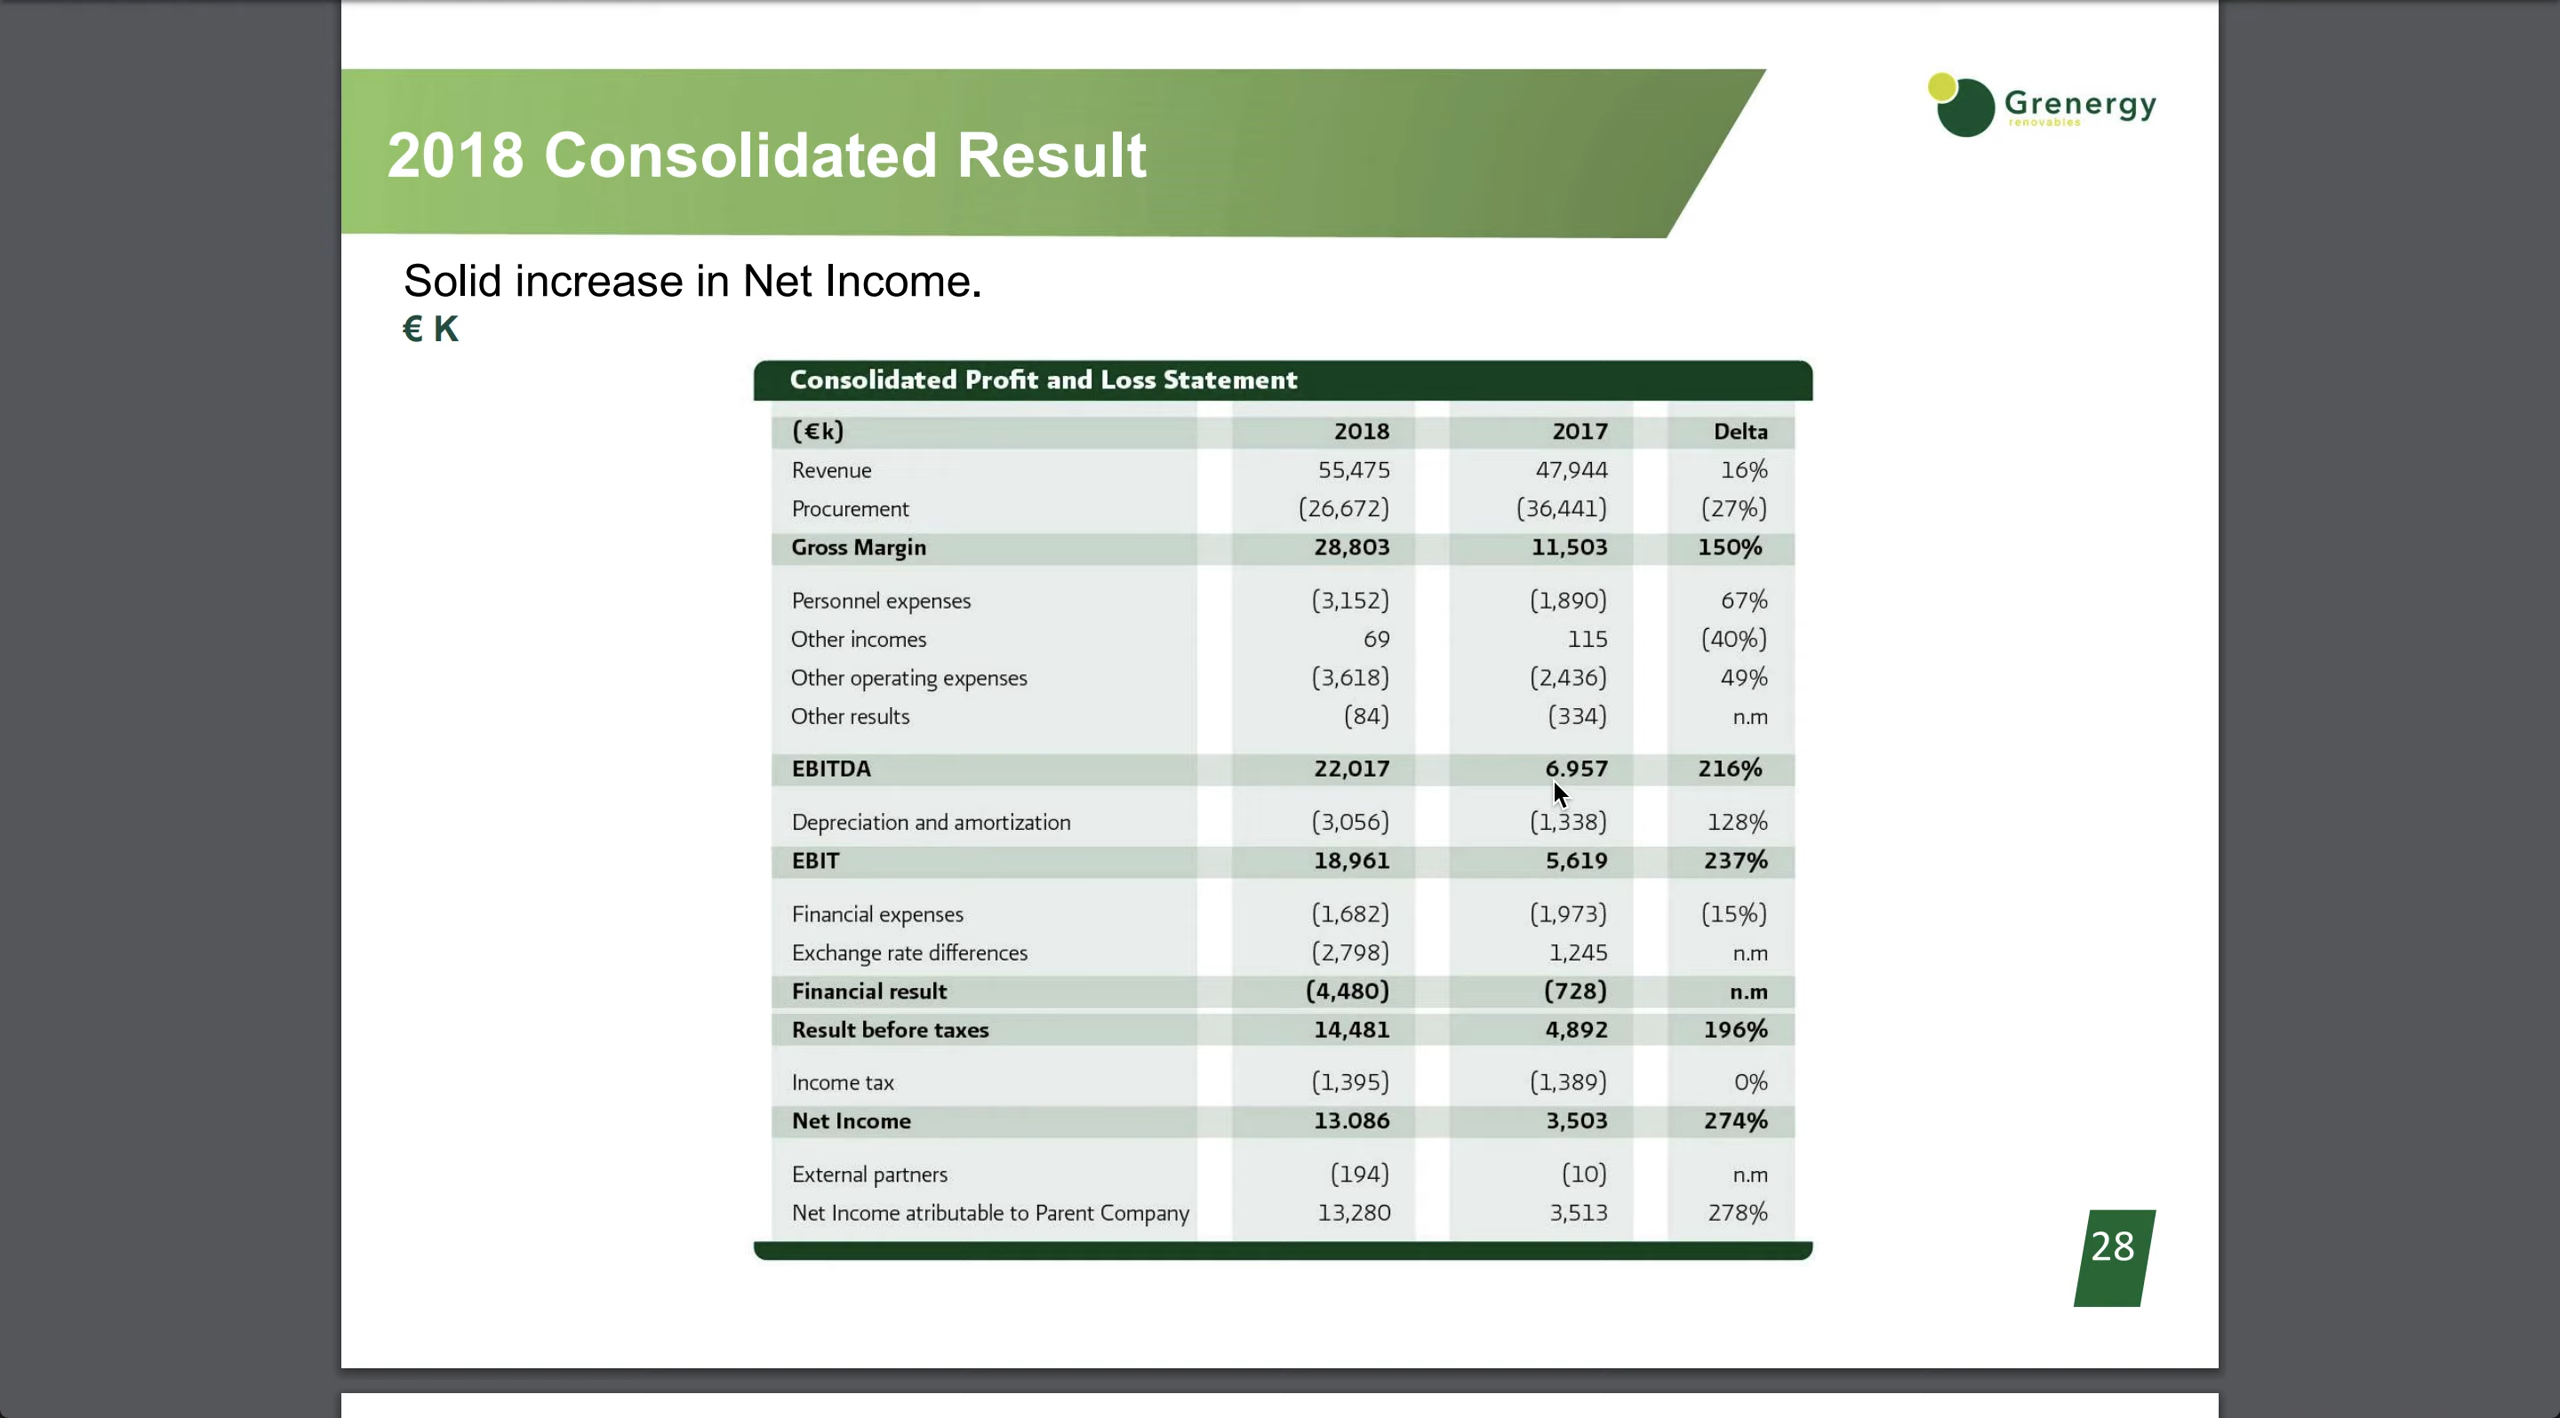 Grenergy
renovables
2018 Consolidated Result
Solid increase in Net Income.
€ K
Consolidated Profit and Loss Statement
(€k) 2018 2017 Delta
Revenue 55,475 47,944 16%
Procurement (26,672) (36,441) (27%)
Gross Margin 28,803 11,503 150%
Personnel expenses (3,152) (1,890) 67%
Other incomes 69 115 (40%)
Other operating expenses (3,618) (2,436) 49%
Other results (84) (334) n.m
EBITDA 22,017 6.957 216%
Depreciation and amortization (3,056) (1,338) 128%
EBIT 18,961 5,619 237%
Financial expenses (1,682) (1,973) (15%)
Exchange rate differences (2,798) 1,245 n.m
Financial result (4,480) (728) n.m
Result before taxes 14,481 4,892 196%
Income tax (1,395) (1,389) 0%
Net Income 13.086 3,503 274%
External partners (194) (10) n.m
Net Income atributable to Parent Company 13,280 3,513 278%
28